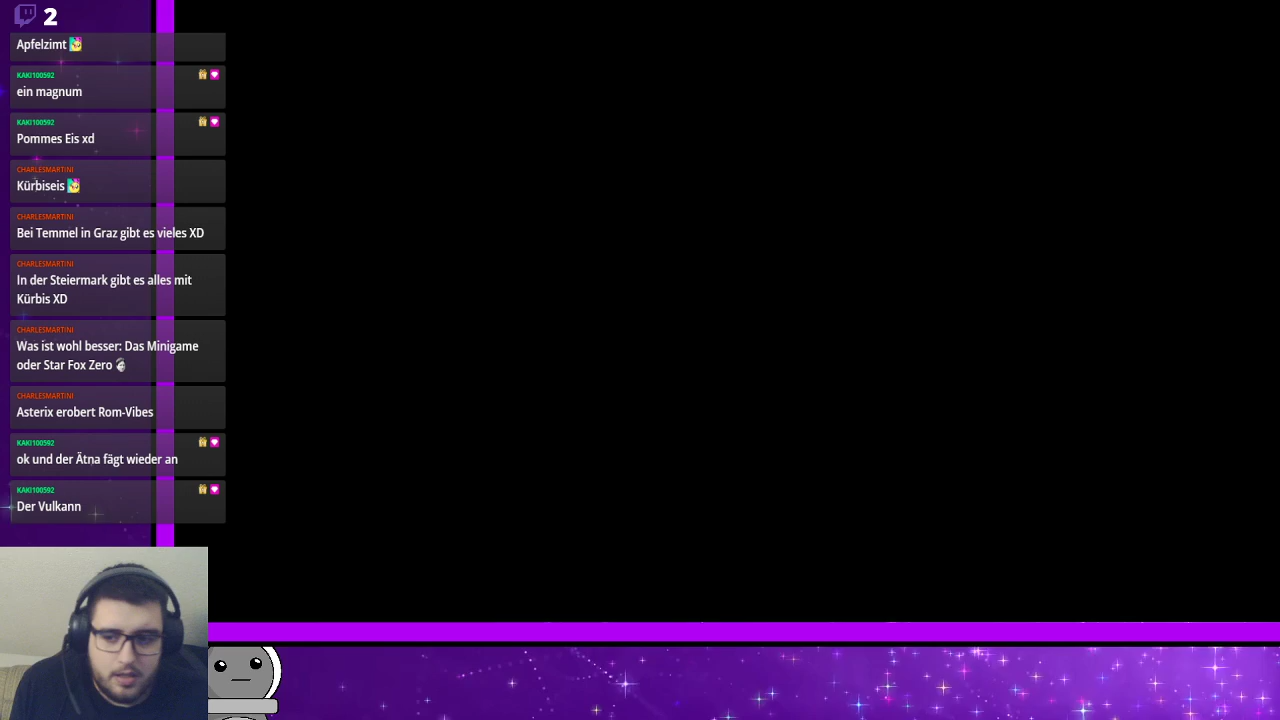 2
Apfelzimt
KAKI100592
ein magnum
KAKI100592
Pommes Eis xd
CHARLESMARTINI
Kürbiseis
CHARLESMARTINI
Bei Temmel in Graz gibt es vieles XD
CHARLESMARTINI
In der Steiermark gibt es alles mit
Kürbis XD
CHARLESMARTINI
Was ist wohl besser: Das Minigame
oder Star Fox Zero
CHARLESMARTINI
Asterix erobert Rom-Vibes
KAKI100592
ok und der Ätna fägt wieder an
KAKI100592
Der Vulkann